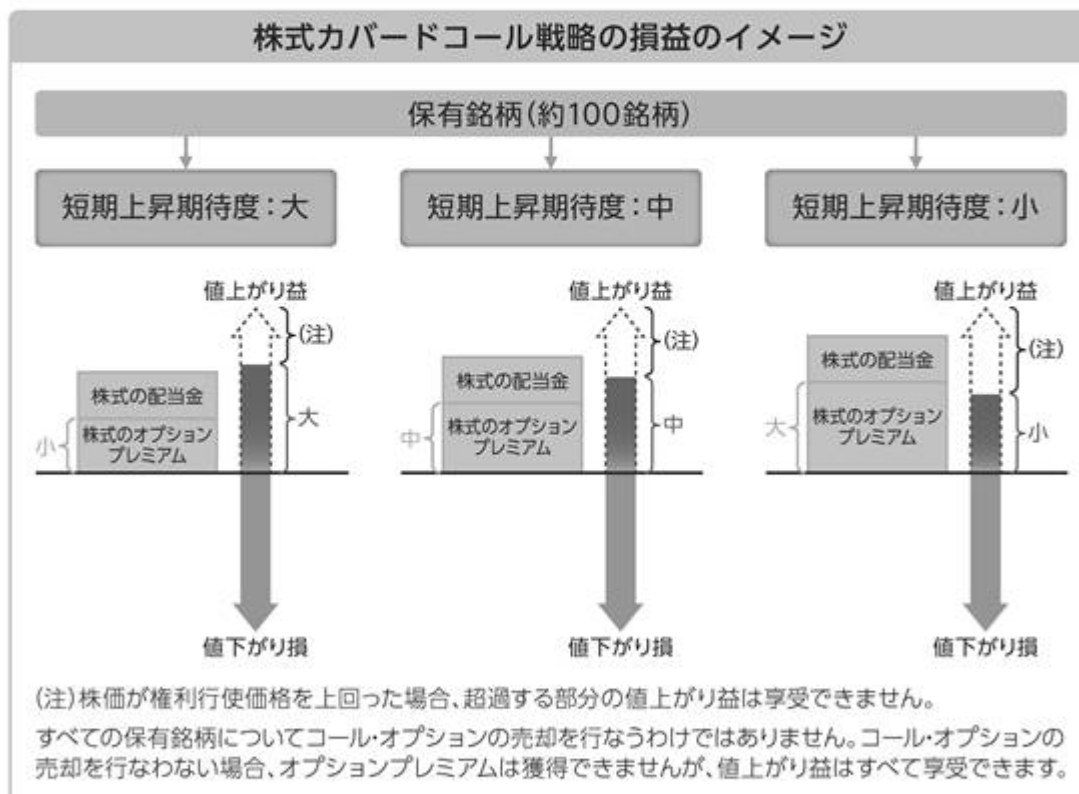 株式カバードコール戦略の損益のイメージ
保有銘柄(約100銘柄)
短期上昇期待度:大
短期上昇期待度:中
短期上昇期待度:小
値上がり益
(注)
株式の配当金
株式のオプション
プレミアム
小
大
値下がり損
値上がり益
(注)
株式の配当金
株式のオプション
プレミアム
中
中
値下がり損
値上がり益
(注)
株式の配当金
株式のオプション
プレミアム
大
小
値下がり損
(注)株価が権利行使価格を上回った場合、超過する部分の値上がり益は享受できません。
すべての保有銘柄についてコール・オプションの売却を行なうわけではありません。コール・オプションの
売却を行なわない場合、オプションプレミアムは獲得できませんが、値上がり益はすべて享受できます。